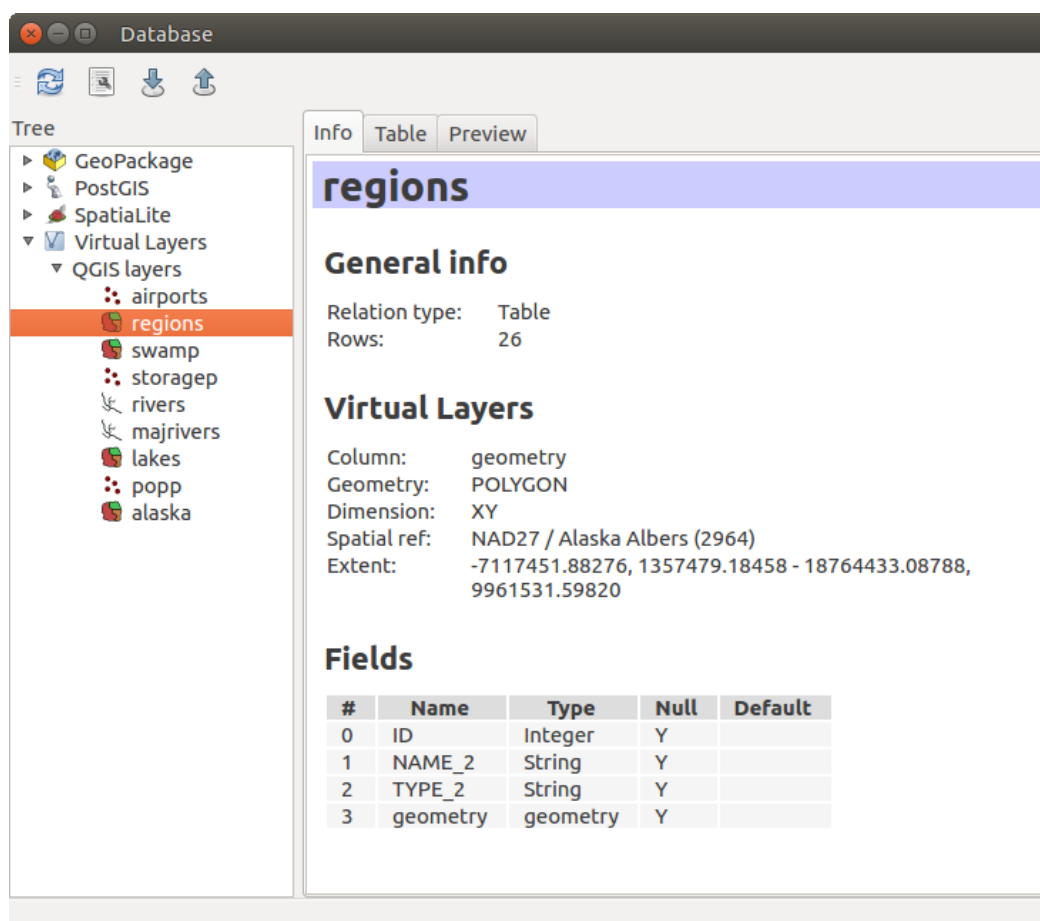 Database
Tree
GeoPackage
PostGIS
SpatiaLite
Virtual Layers
QGIS layers
airports
regions
swamp
storagep
rivers
majrivers
lakes
popp
alaska
Info Table Preview
regions
General info
Relation type: Table
Rows: 26
Virtual Layers
Column: geometry
Geometry: POLYGON
Dimension: XY
Spatial ref: NAD27 / Alaska Albers (2964)
Extent: -7117451.88276, 1357479.18458 - 18764433.08788,
9961531.59820
Fields
# Name Type Null Default
0 ID Integer Y
1 NAME_2 String Y
2 TYPE_2 String Y
3 geometry geometry Y